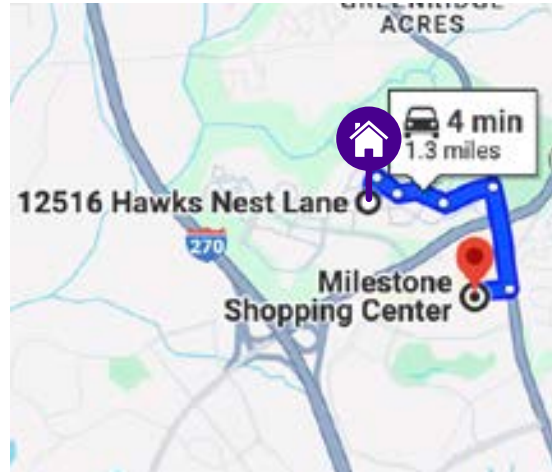 ACRES
4 min
1.3 miles
12516 Hawks Nest Lane
270
Milestone
Shopping Center